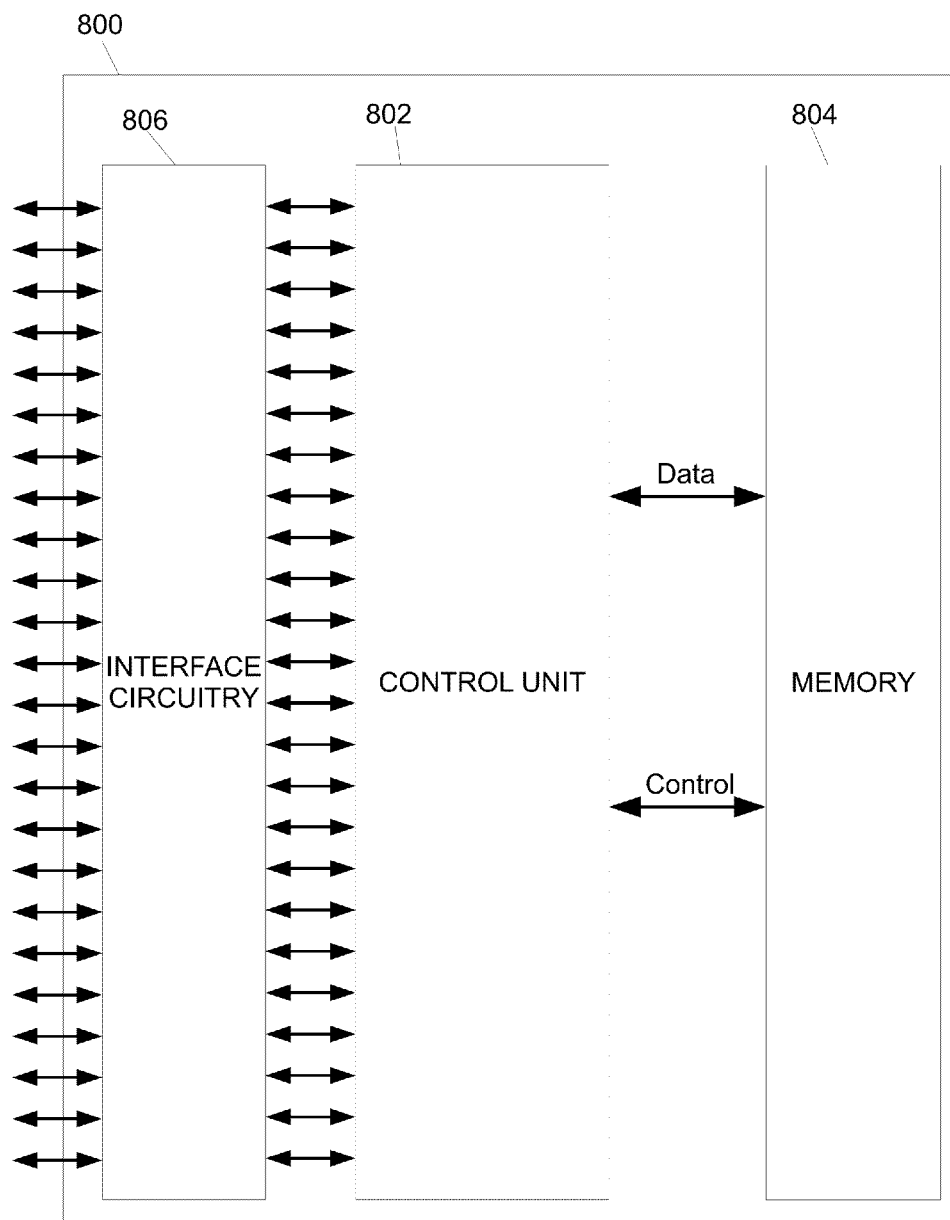 800
806
802
804
Data
INTERFACE
CIRCUITRY
CONTROL UNIT
MEMORY
Control